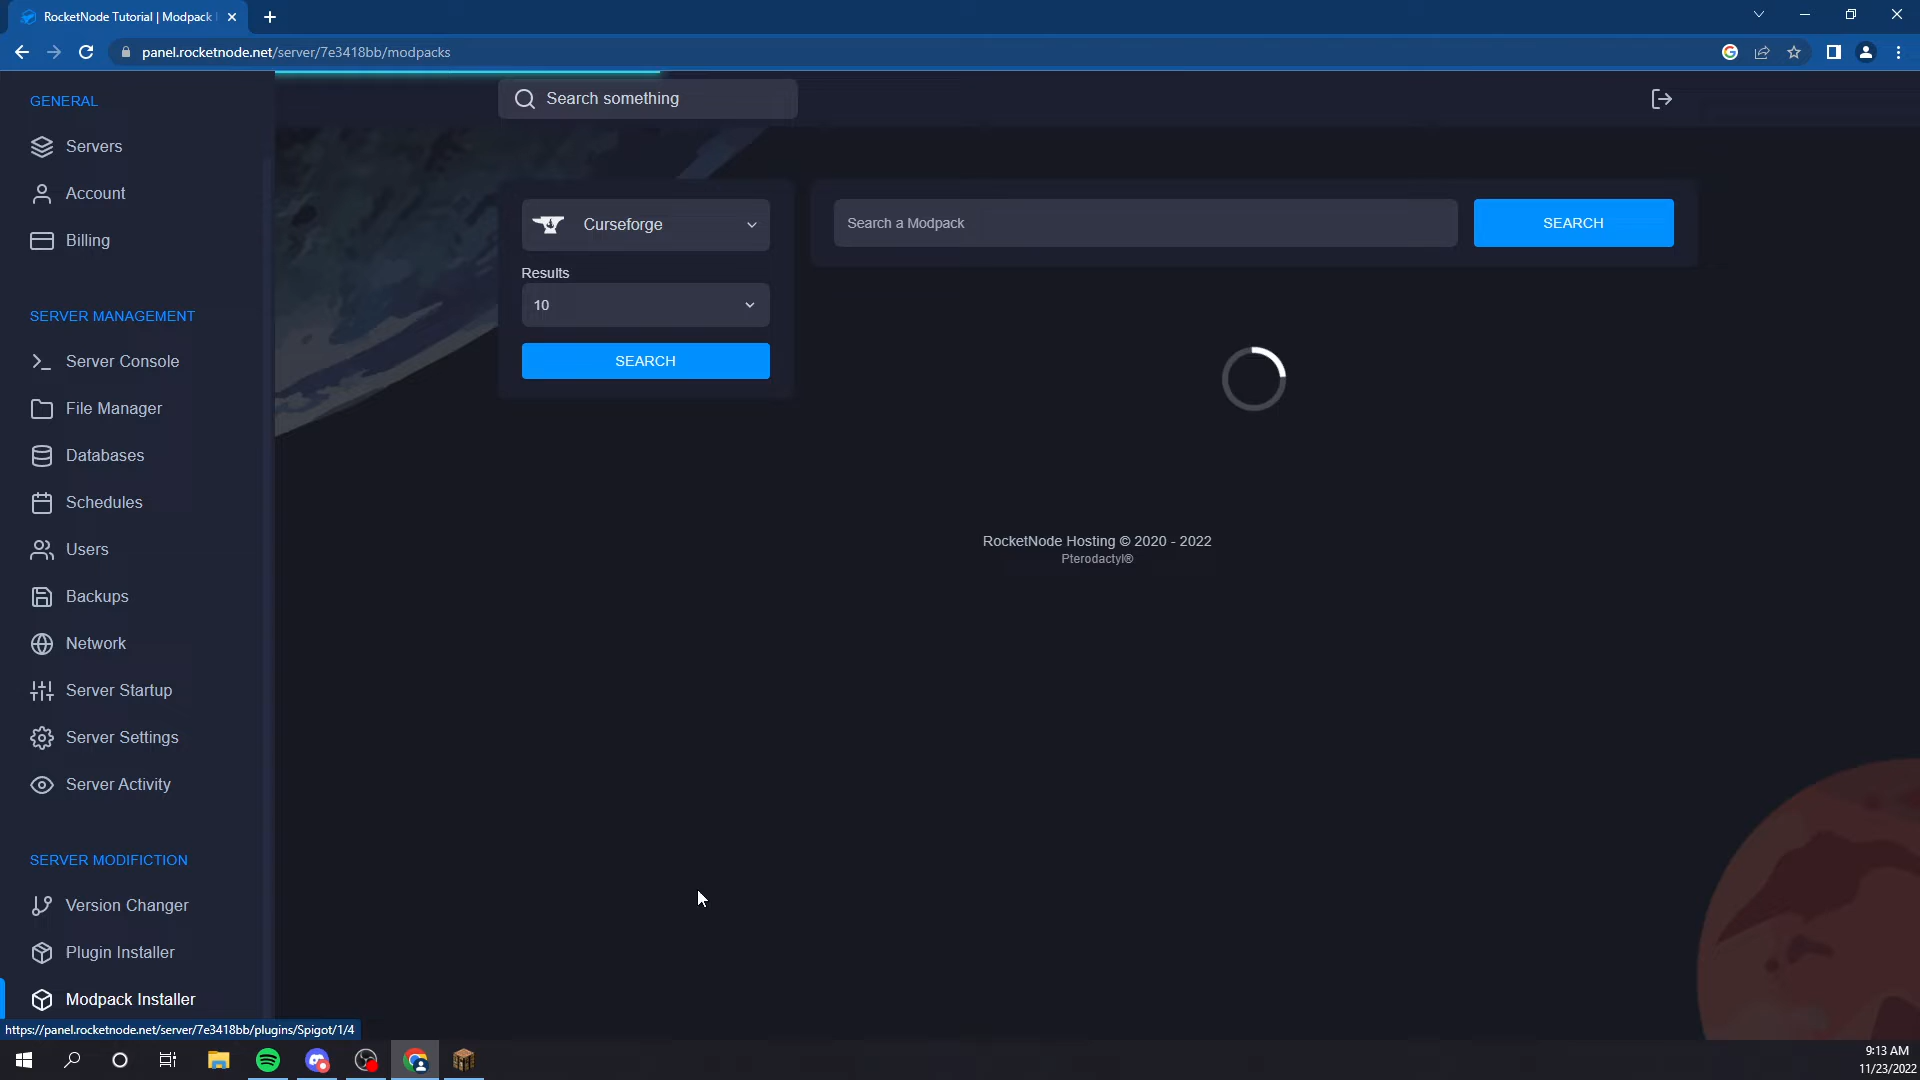 RocketNode Tutorial | Modpack
panel.rocketnode.net/server/7e3418bb/modpacks
GENERAL
Servers
Account
Billing
SERVER MANAGEMENT
Server Console
File Manager
Databases
Schedules
Users
Backups
Network
Server Startup
Server Settings
Server Activity
SERVER MODIFICTION
Version Changer
Plugin Installer
Modpack Installer
https://panel.rocketnode.net/server/7e3418bb/plugins/Spigot/1/4
Search something
Curseforge
Results
10
SEARCH
Search a Modpack
SEARCH
RocketNode Hosting © 2020 - 2022
Pterodactyl®
9:13 AM
11/23/2022